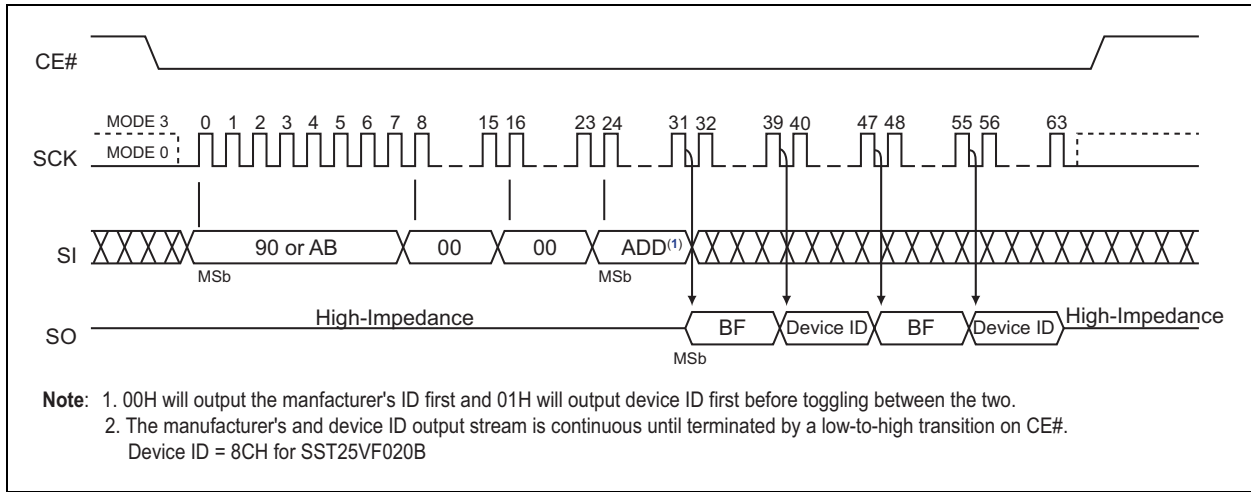 CE#
MODE 3
MODE 0
SCK
0 1 2 3 4 5 6 7 8 15 16 23 24 31 32 39 40 47 48 55 56 63
SI
90 or AB 00 00 ADD(1)
MSb MSb
SO
High-Impedance BF Device ID BF Device ID High-Impedance
MSb
Note: 1. 00H will output the manfacturer's ID first and 01H will output device ID first before toggling between the two.
2. The manufacturer's and device ID output stream is continuous until terminated by a low-to-high transition on CE#.
Device ID = 8CH for SST25VF020B